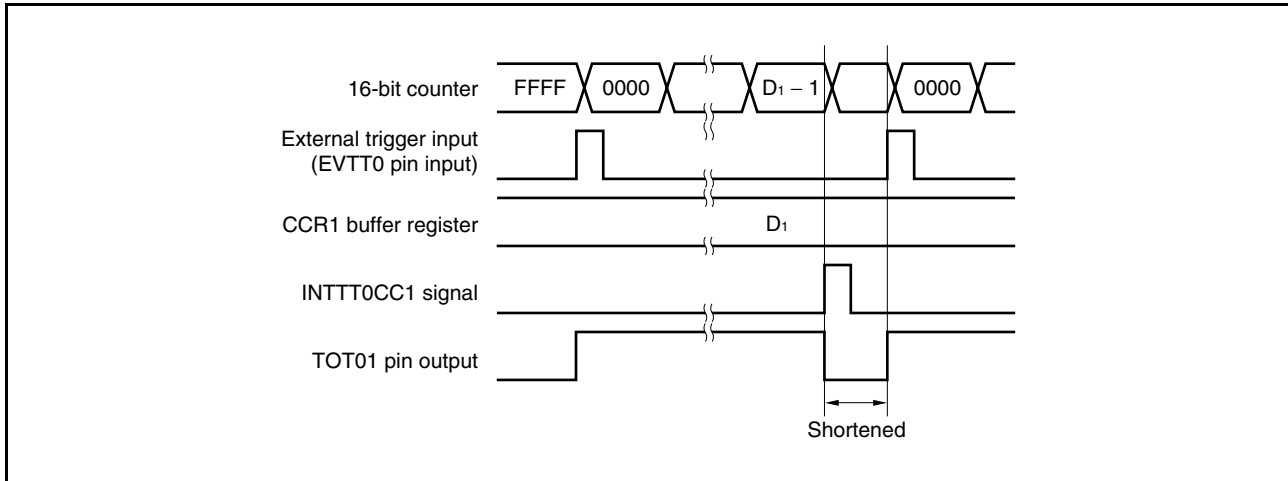 16-bit counter FFFF 0000 D₁ – 1 0000
External trigger input
(EVTT0 pin input)
CCR1 buffer register D₁
INTTT0CC1 signal
TOT01 pin output
Shortened